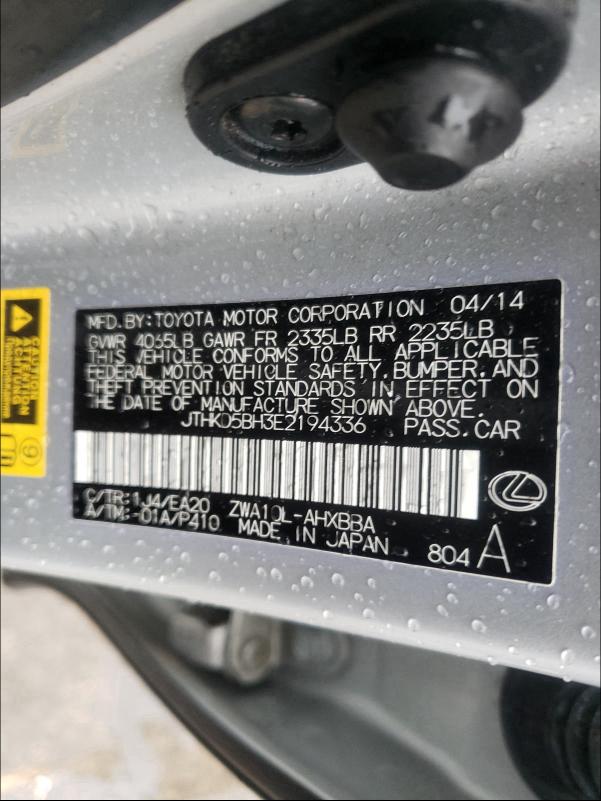 MFD. BY: TOYOTA MOTOR CORPORATION 04/14
GVWR 4065LB GAWR FR 2335LB RR 2235LB
THIS VEHICLE CONFORMS TO ALL APPLICABLE
FEDERAL MOTOR VEHICLE SAFETY, BUMPER, AND
THEFT PREVENTION STANDARDS IN EFFECT ON
THE DATE OF MANUFACTURE SHOWN ABOVE.
JTHKD5BH3E2194336 PASS. CAR
C/TR: 1J4/EA20 ZWA10L-AHXBBA
A/TM: -01A/P410 MADE IN JAPAN 804 A
9